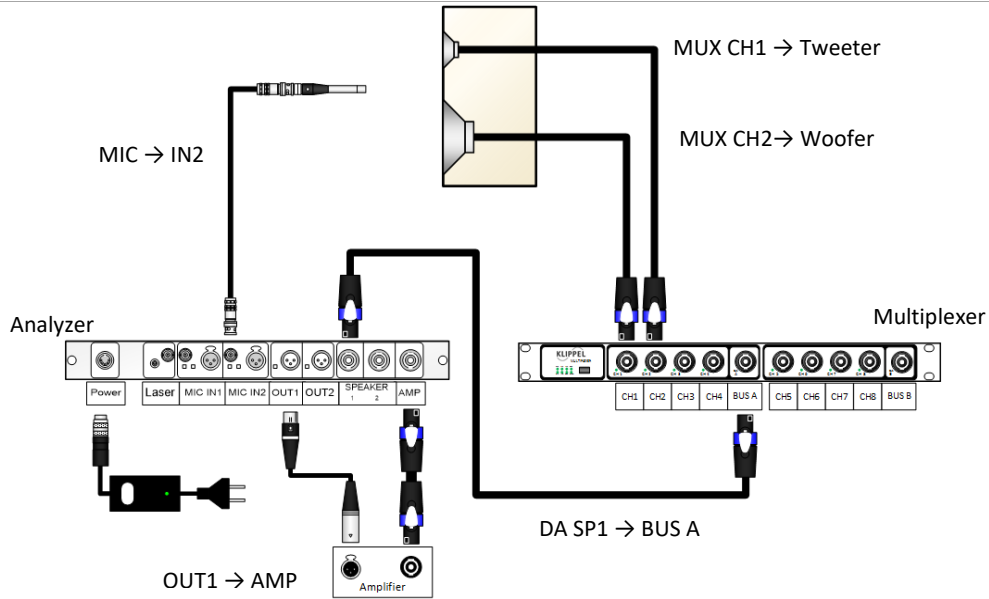 MUX CH1 → Tweeter
MIC → IN2
MUX CH2→ Woofer
Analyzer
Multiplexer
KLIPPEL
Power
Laser
MIC IN1
MIC IN2
OUT1
OUT2
SPEAKER
1 2
AMP
CH1
CH2
CH3
CH4
BUS A
CH5
CH6
CH7
CH8
BUS B
DA SP1 → BUS A
OUT1 → AMP
Amplifier